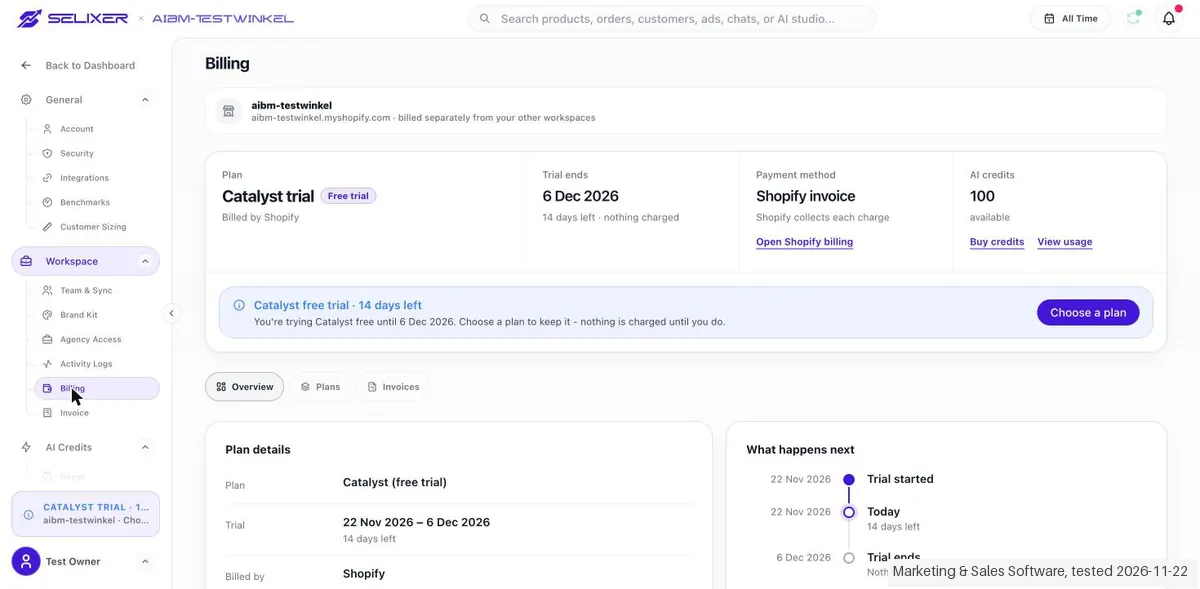 SELIXER × AIBM-TESTWINKEL
Search products, orders, customers, ads, chats, or AI studio...
All Time
Back to Dashboard
General
Account
Security
Integrations
Benchmarks
Customer Sizing
Workspace
Team & Sync
Brand Kit
Agency Access
Activity Logs
Billing
Invoice
AI Credits
CATALYST TRIAL · 1...
aibm-testwinkel · Cho...
Test Owner
Billing
aibm-testwinkel
aibm-testwinkel.myshopify.com · billed separately from your other workspaces
Plan
Catalyst trial Free trial
Billed by Shopify
Trial ends
6 Dec 2026
14 days left · nothing charged
Payment method
Shopify invoice
Shopify collects each charge
Open Shopify billing
AI credits
100
available
Buy credits View usage
Catalyst free trial · 14 days left
You're trying Catalyst free until 6 Dec 2026. Choose a plan to keep it - nothing is charged until you do.
Choose a plan
Overview Plans Invoices
Plan details
Plan Catalyst (free trial)
Trial 22 Nov 2026 – 6 Dec 2026
14 days left
Billed by Shopify
What happens next
22 Nov 2026 Trial started
22 Nov 2026 Today
14 days left
6 Dec 2026 Trial ends
Marketing & Sales Software, tested 2026-11-22